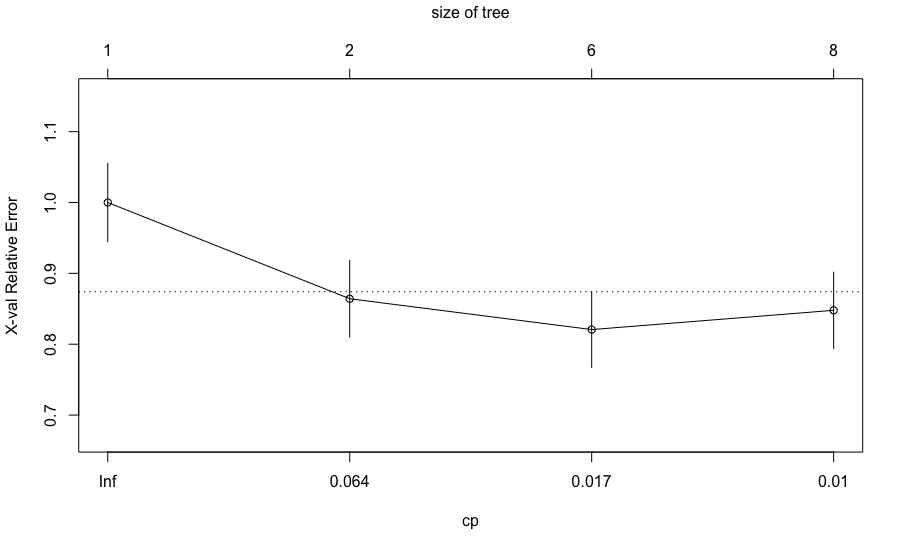 size of tree
1 2 6 8
X-val Relative Error
1.1
1.0
0.9
0.8
0.7
Inf 0.064 0.017 0.01
cp